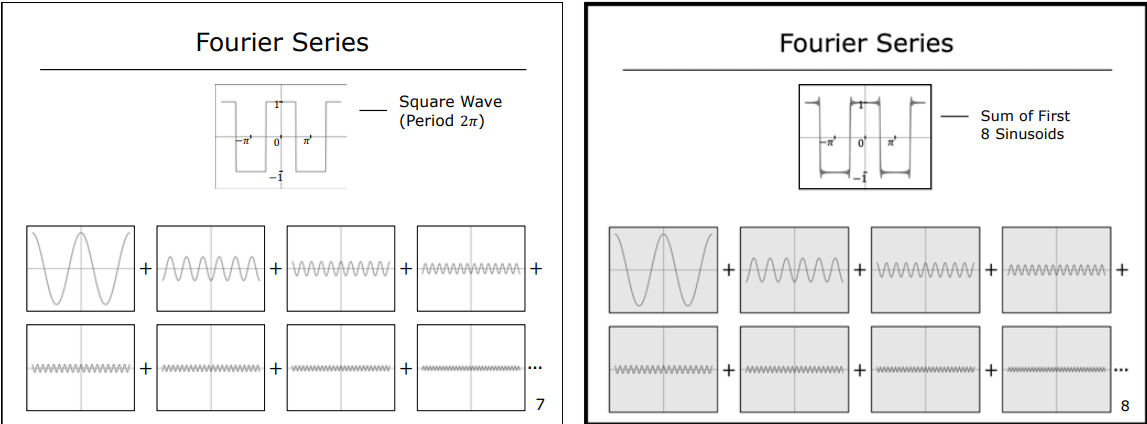 Fourier Series
1
Square Wave
(Period 2π)
−π 0 π
−1
+ + + +
+ + + ...
7
Fourier Series
1
Sum of First
8 Sinusoids
−π 0 π
−1
+ + + +
+ + + ...
8